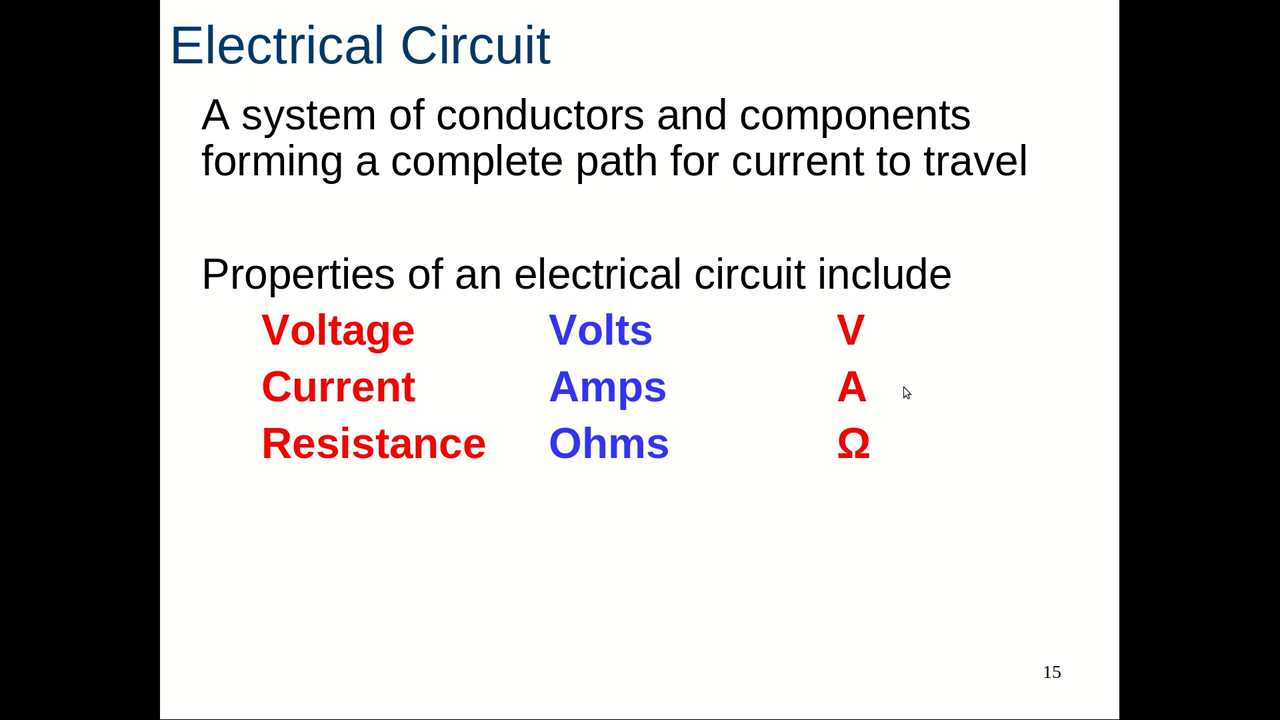 Electrical Circuit
A system of conductors and components
forming a complete path for current to travel
Properties of an electrical circuit include
Voltage Volts V
Current Amps A
Resistance Ohms Ω
15